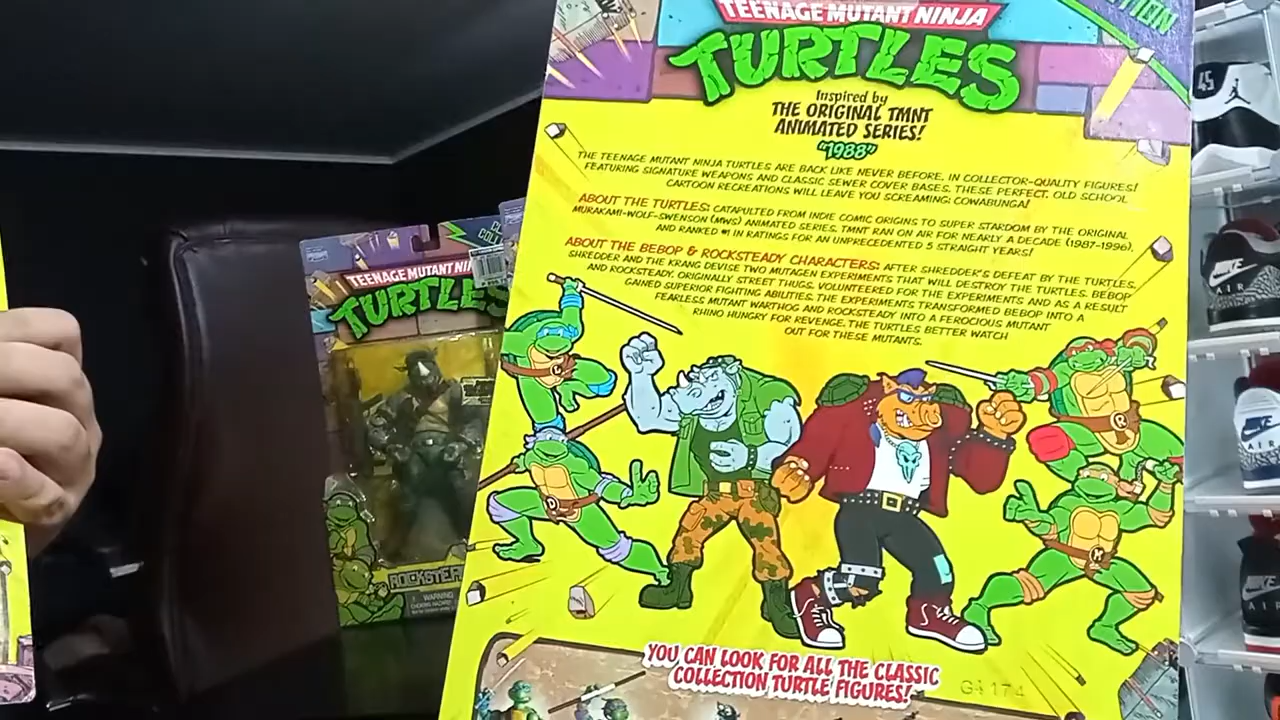 TEENAGE MUTANT NINJA
TURTLES
Inspired by
THE ORIGINAL TMNT
ANIMATED SERIES!
"1988"
THE TEENAGE MUTANT NINJA TURTLES ARE BACK LIKE NEVER BEFORE, IN COLLECTOR-QUALITY FIGURES!
FEATURING SIGNATURE WEAPONS AND CLASSIC SEWER COVER BASES. THESE PERFECT, OLD SCHOOL
CARTOON RECREATIONS WILL LEAVE YOU SCREAMING: COWABUNGA!
ABOUT THE TURTLES: CATAPULTED FROM INDIE COMIC ORIGINS TO SUPER STARDOM BY THE ORIGINAL
MURAKAMI-WOLF-SWENSON (MWS) ANIMATED SERIES, TMNT RAN ON AIR FOR NEARLY A DECADE (1987-1996),
AND RANKED #1 IN RATINGS FOR AN UNPRECEDENTED 5 STRAIGHT YEARS!
ABOUT THE BEBOP & ROCKSTEADY CHARACTERS: AFTER SHREDDER'S DEFEAT BY THE TURTLES,
SHREDDER AND THE KRANG DEVISE TWO MUTAGEN EXPERIMENTS THAT WILL DESTROY THE TURTLES. BEBOP
AND ROCKSTEADY, ORIGINALLY STREET THUGS, VOLUNTEERED FOR THE EXPERIMENTS AND AS A RESULT
GAINED SUPERIOR FIGHTING ABILITIES. THE EXPERIMENTS TRANSFORMED BEBOP INTO A
FEARLESS MUTANT WARTHOG AND ROCKSTEADY INTO A FEROCIOUS MUTANT
RHINO HUNGRY FOR REVENGE. THE TURTLES BETTER WATCH
OUT FOR THESE MUTANTS.
YOU CAN LOOK FOR ALL THE CLASSIC
COLLECTION TURTLE FIGURES!
TEENAGE MUTANT
TURTLES
WARNING
45
NIKE
AIR
NIKE
AIR
NIKE
D
R
M